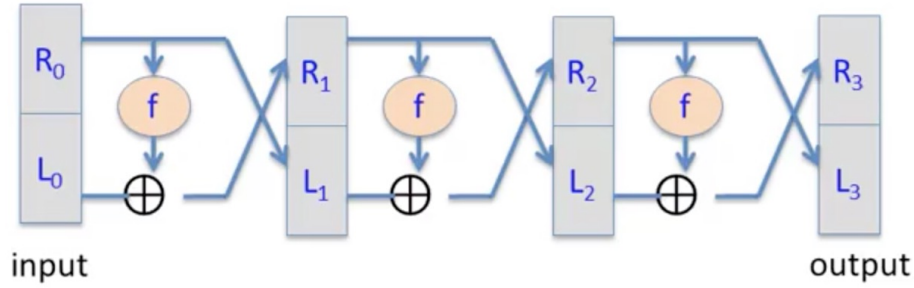 R₀ f R₁ f R₂ f R₃
L₀ ⊕ L₁ ⊕ L₂ ⊕ L₃
input output